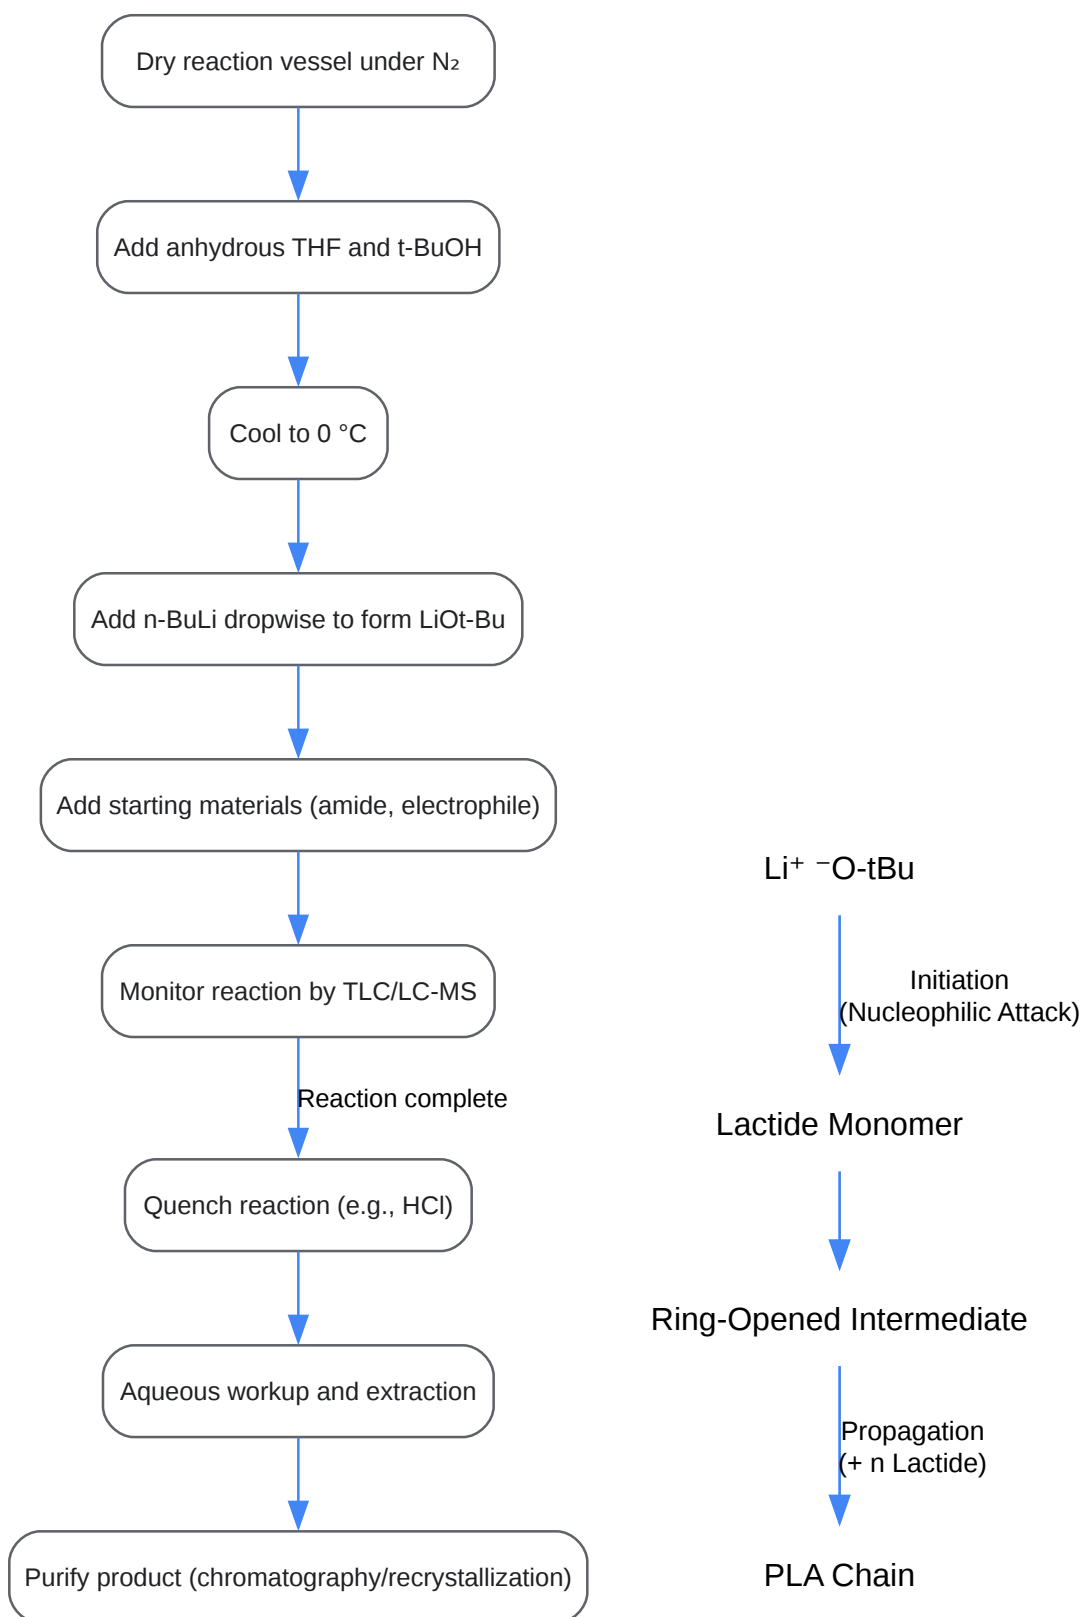 Dry reaction vessel under N₂
Add anhydrous THF and t-BuOH
Cool to 0 °C
Add n-BuLi dropwise to form LiOt-Bu
Add starting materials (amide, electrophile)
Monitor reaction by TLC/LC-MS
Reaction complete
Quench reaction (e.g., HCl)
Aqueous workup and extraction
Purify product (chromatography/recrystallization)
Li⁺ ⁻O-tBu
Initiation
(Nucleophilic Attack)
Lactide Monomer
Ring-Opened Intermediate
Propagation
(+ n Lactide)
PLA Chain